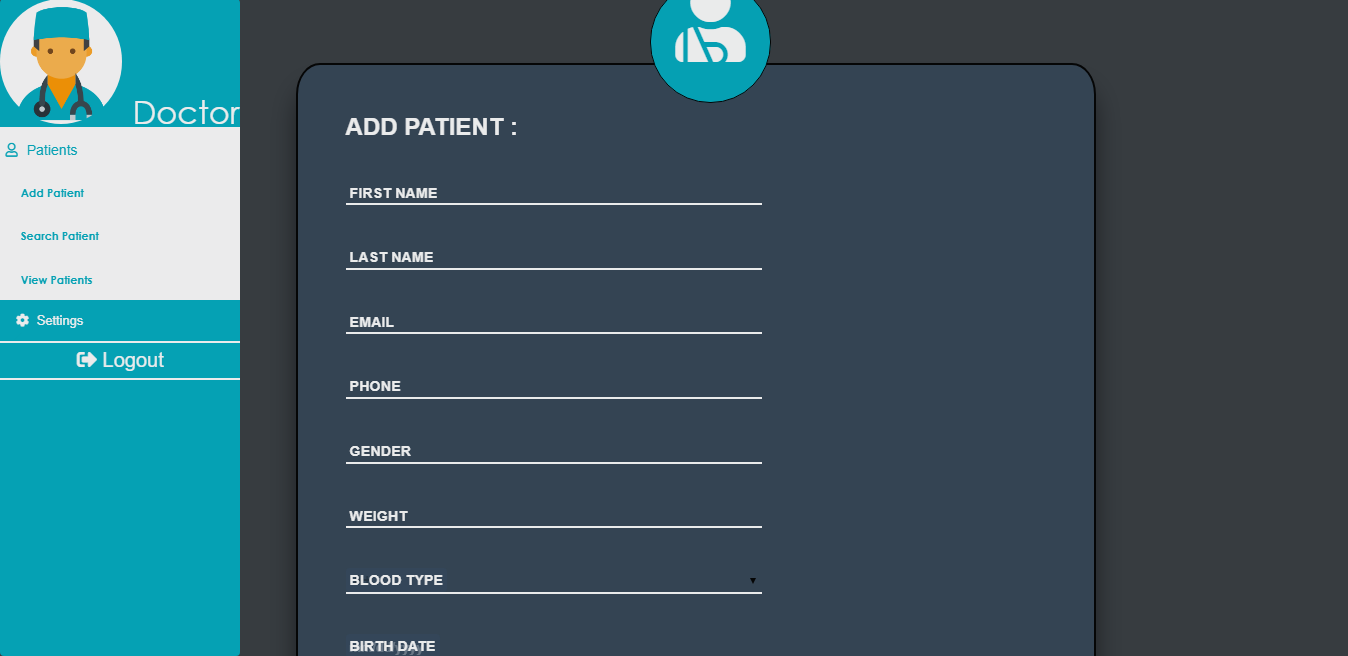 Doctor
Patients
Add Patient
Search Patient
View Patients
Settings
Logout
ADD PATIENT :
FIRST NAME
LAST NAME
EMAIL
PHONE
GENDER
WEIGHT
BLOOD TYPE
BIRTH DATE